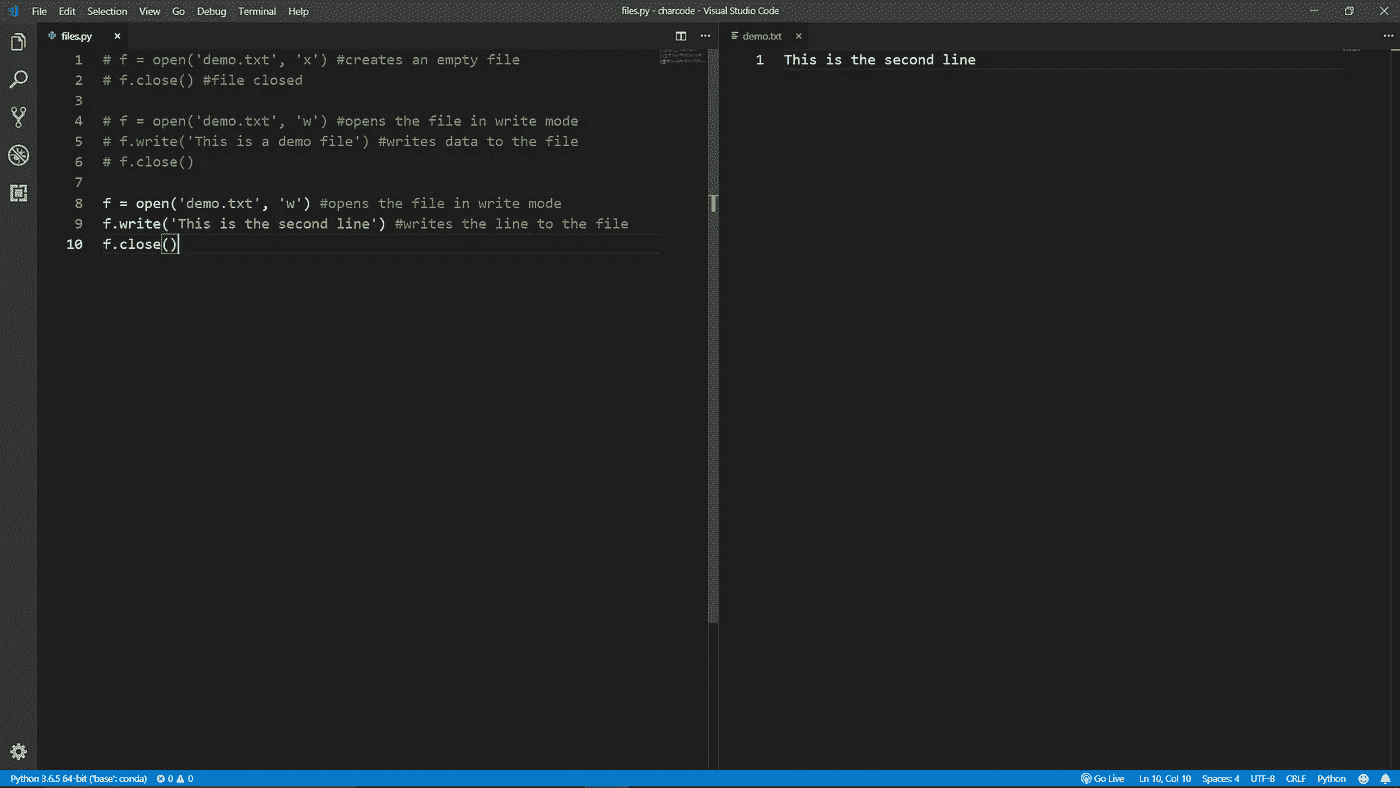 File Edit Selection View Go Debug Terminal Help files.py - charcode - Visual Studio Code
files.py
1 # f = open('demo.txt', 'x') #creates an empty file
2 # f.close() #file closed
3
4 # f = open('demo.txt', 'w') #opens the file in write mode
5 # f.write('This is a demo file') #writes data to the file
6 # f.close()
7
8 f = open('demo.txt', 'w') #opens the file in write mode
9 f.write('This is the second line') #writes the line to the file
10 f.close()
demo.txt
1 This is the second line
Python 3.6.5 64-bit ('base': conda) 0 0 Go Live Ln 10, Col 10 Spaces: 4 UTF-8 CRLF Python